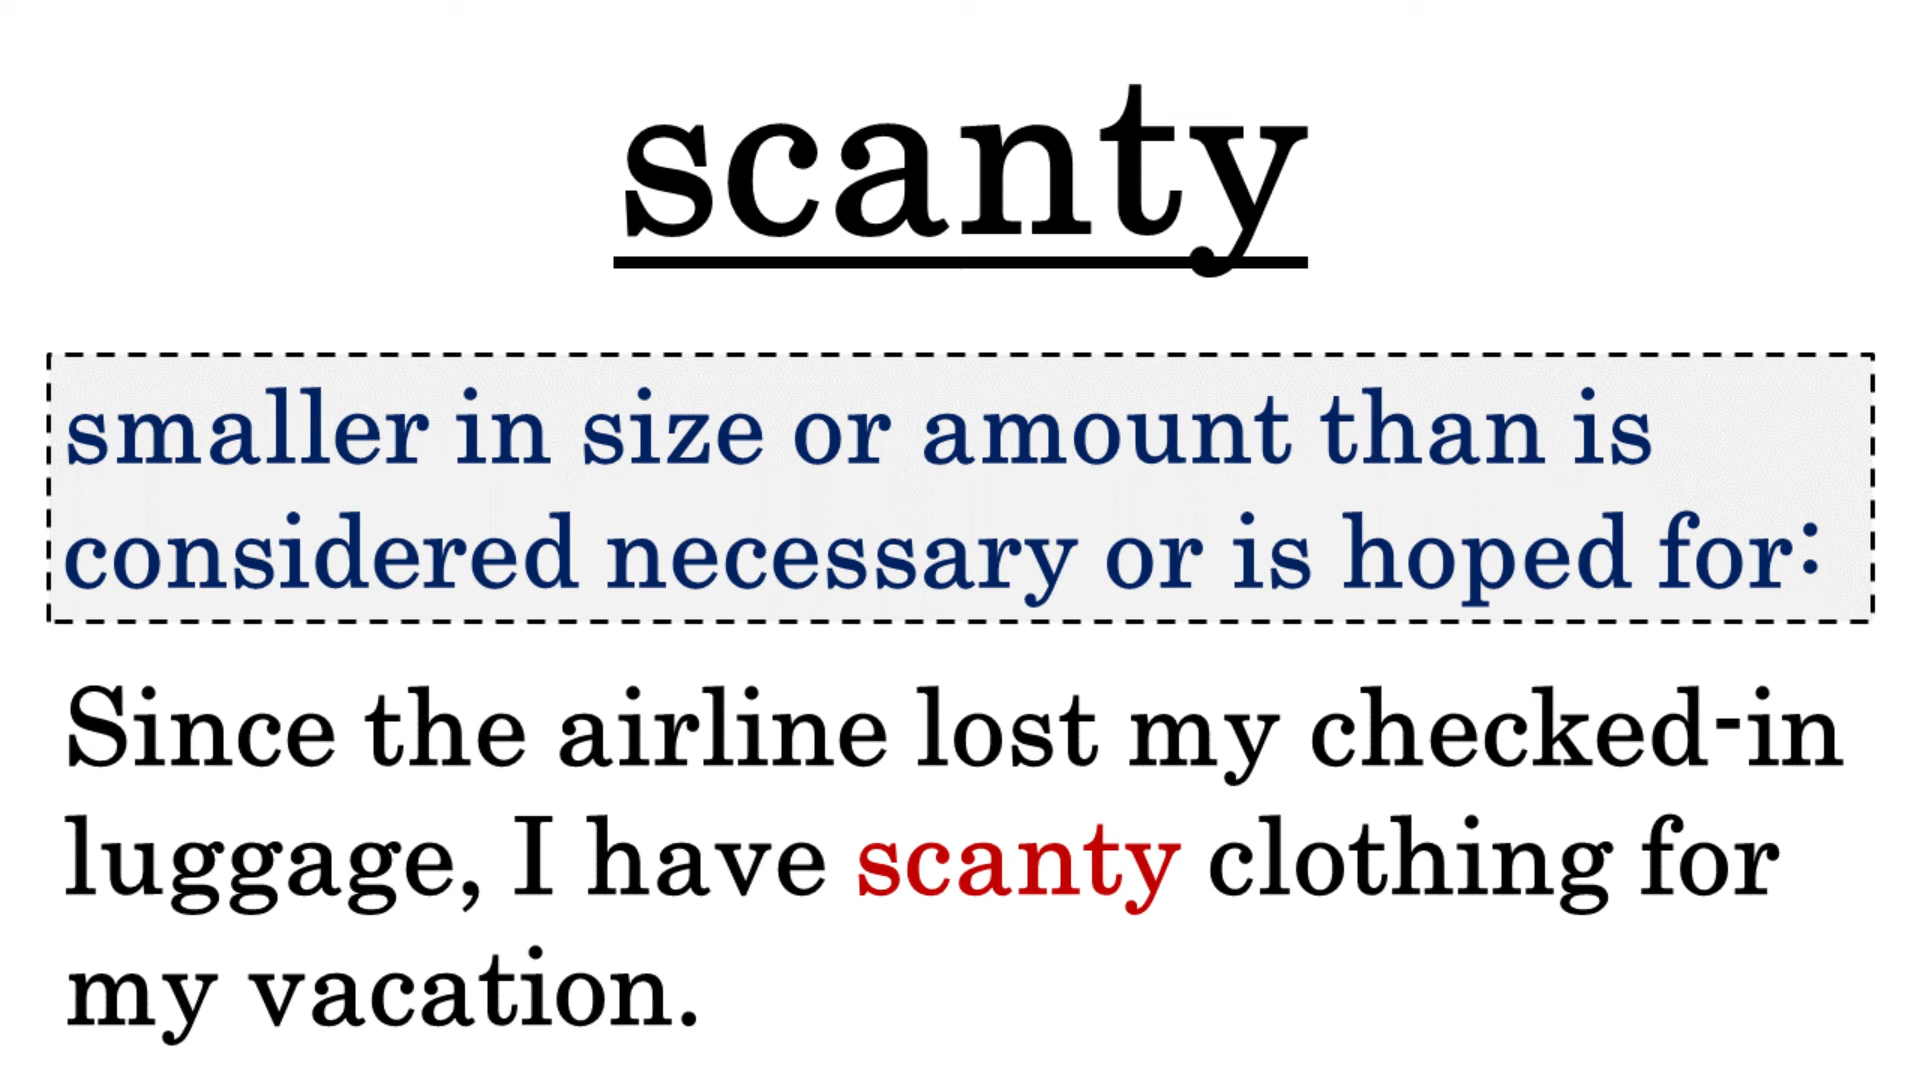 scanty
smaller in size or amount than is
considered necessary or is hoped for:
Since the airline lost my checked-in
luggage, I have scanty clothing for
my vacation.